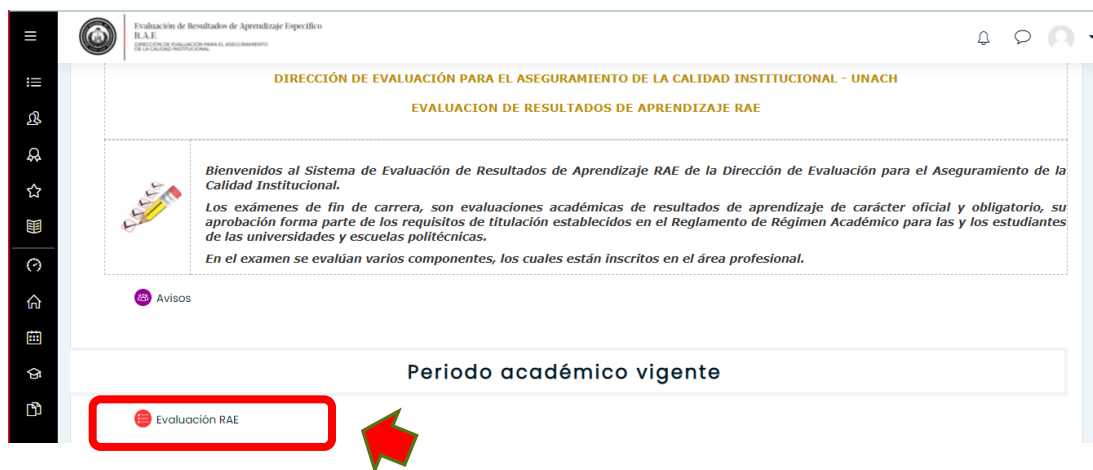 Evaluación de Resultados de Aprendizaje Específico
R.A.E
DIRECCIÓN DE EVALUACIÓN PARA EL ASEGURAMIENTO
DE LA CALIDAD INSTITUCIONAL
DIRECCIÓN DE EVALUACIÓN PARA EL ASEGURAMIENTO DE LA CALIDAD INSTITUCIONAL - UNACH
EVALUACION DE RESULTADOS DE APRENDIZAJE RAE
Bienvenidos al Sistema de Evaluación de Resultados de Aprendizaje RAE de la Dirección de Evaluación para el Aseguramiento de la
Calidad Institucional.
Los exámenes de fin de carrera, son evaluaciones académicas de resultados de aprendizaje de carácter oficial y obligatorio, su
aprobación forma parte de los requisitos de titulación establecidos en el Reglamento de Régimen Académico para las y los estudiantes
de las universidades y escuelas politécnicas.
En el examen se evalúan varios componentes, los cuales están inscritos en el área profesional.
Avisos
Periodo académico vigente
Evaluación RAE